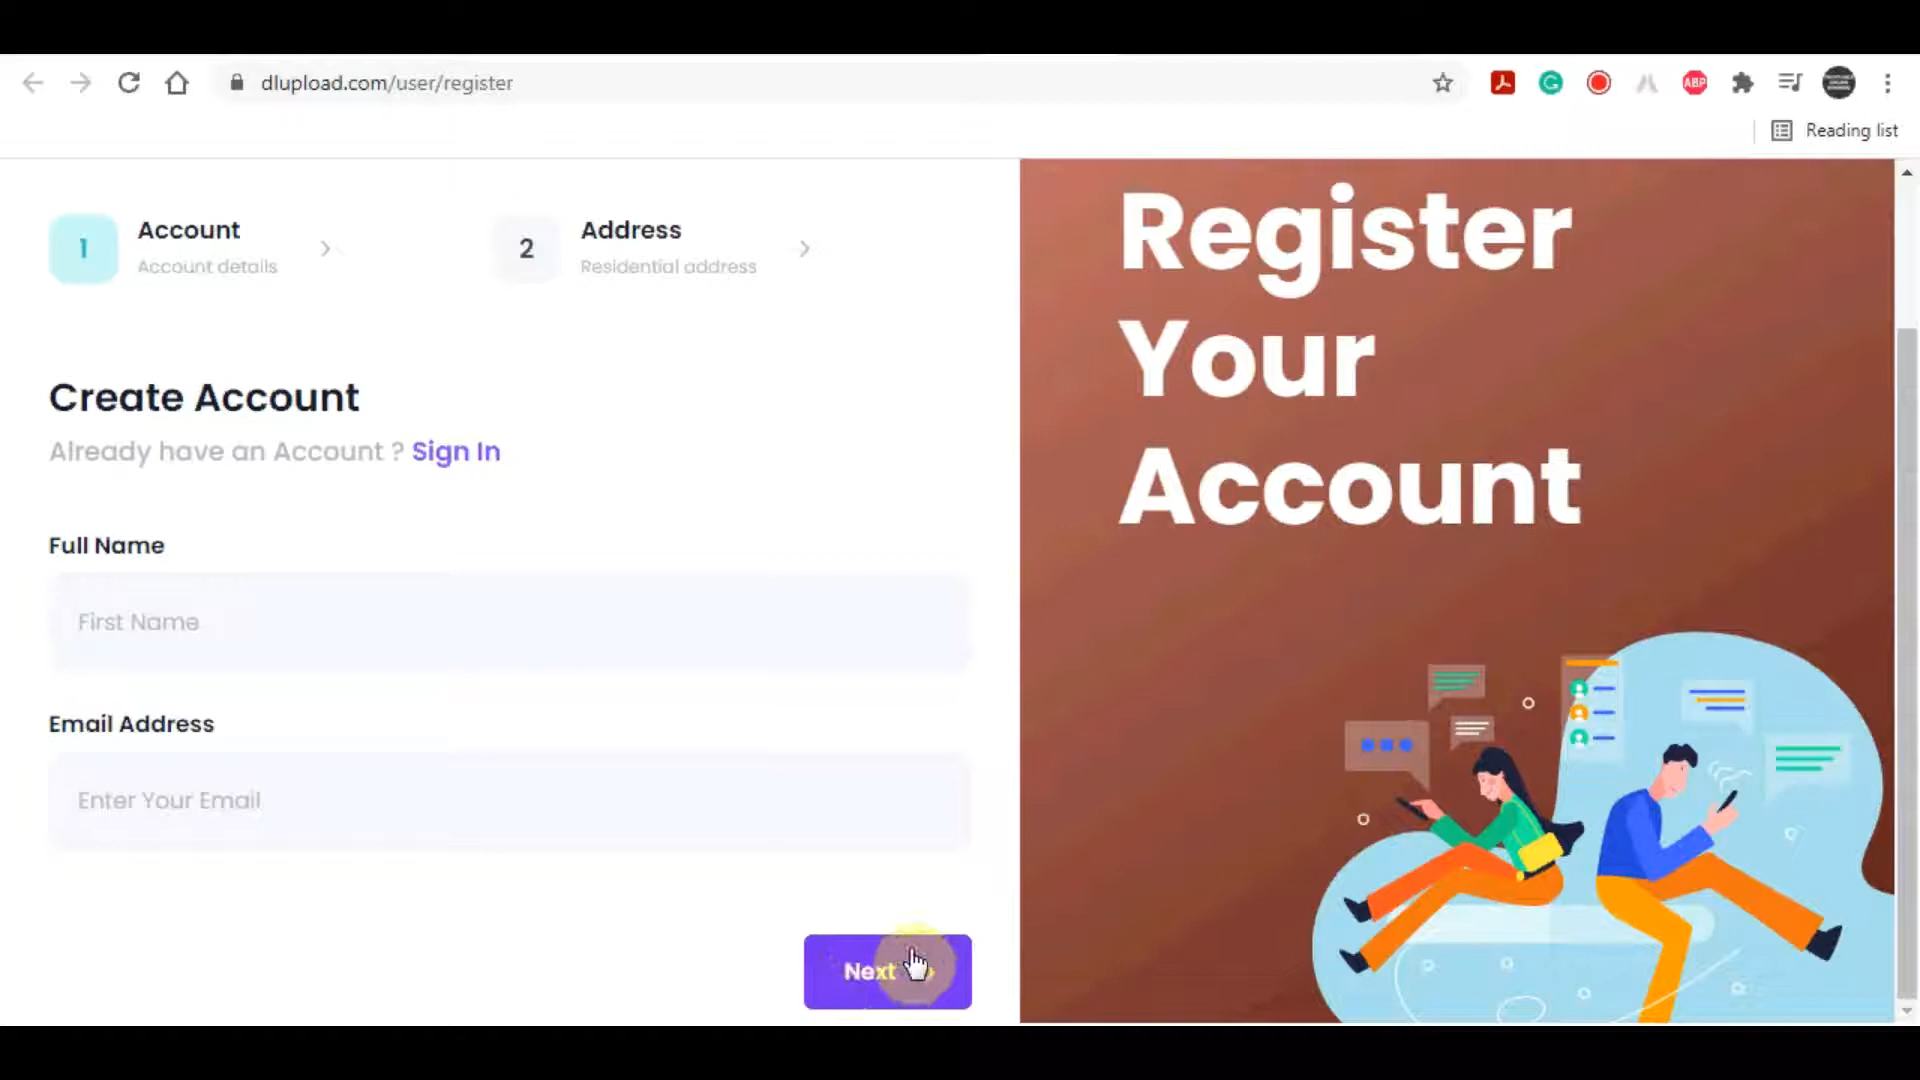 dlupload.com/user/register
ABP
Reading list
1
Account
Account details
2
Address
Residential address
Create Account
Already have an Account ? Sign In
Full Name
First Name
Email Address
Enter Your Email
Next
Register
Your
Account